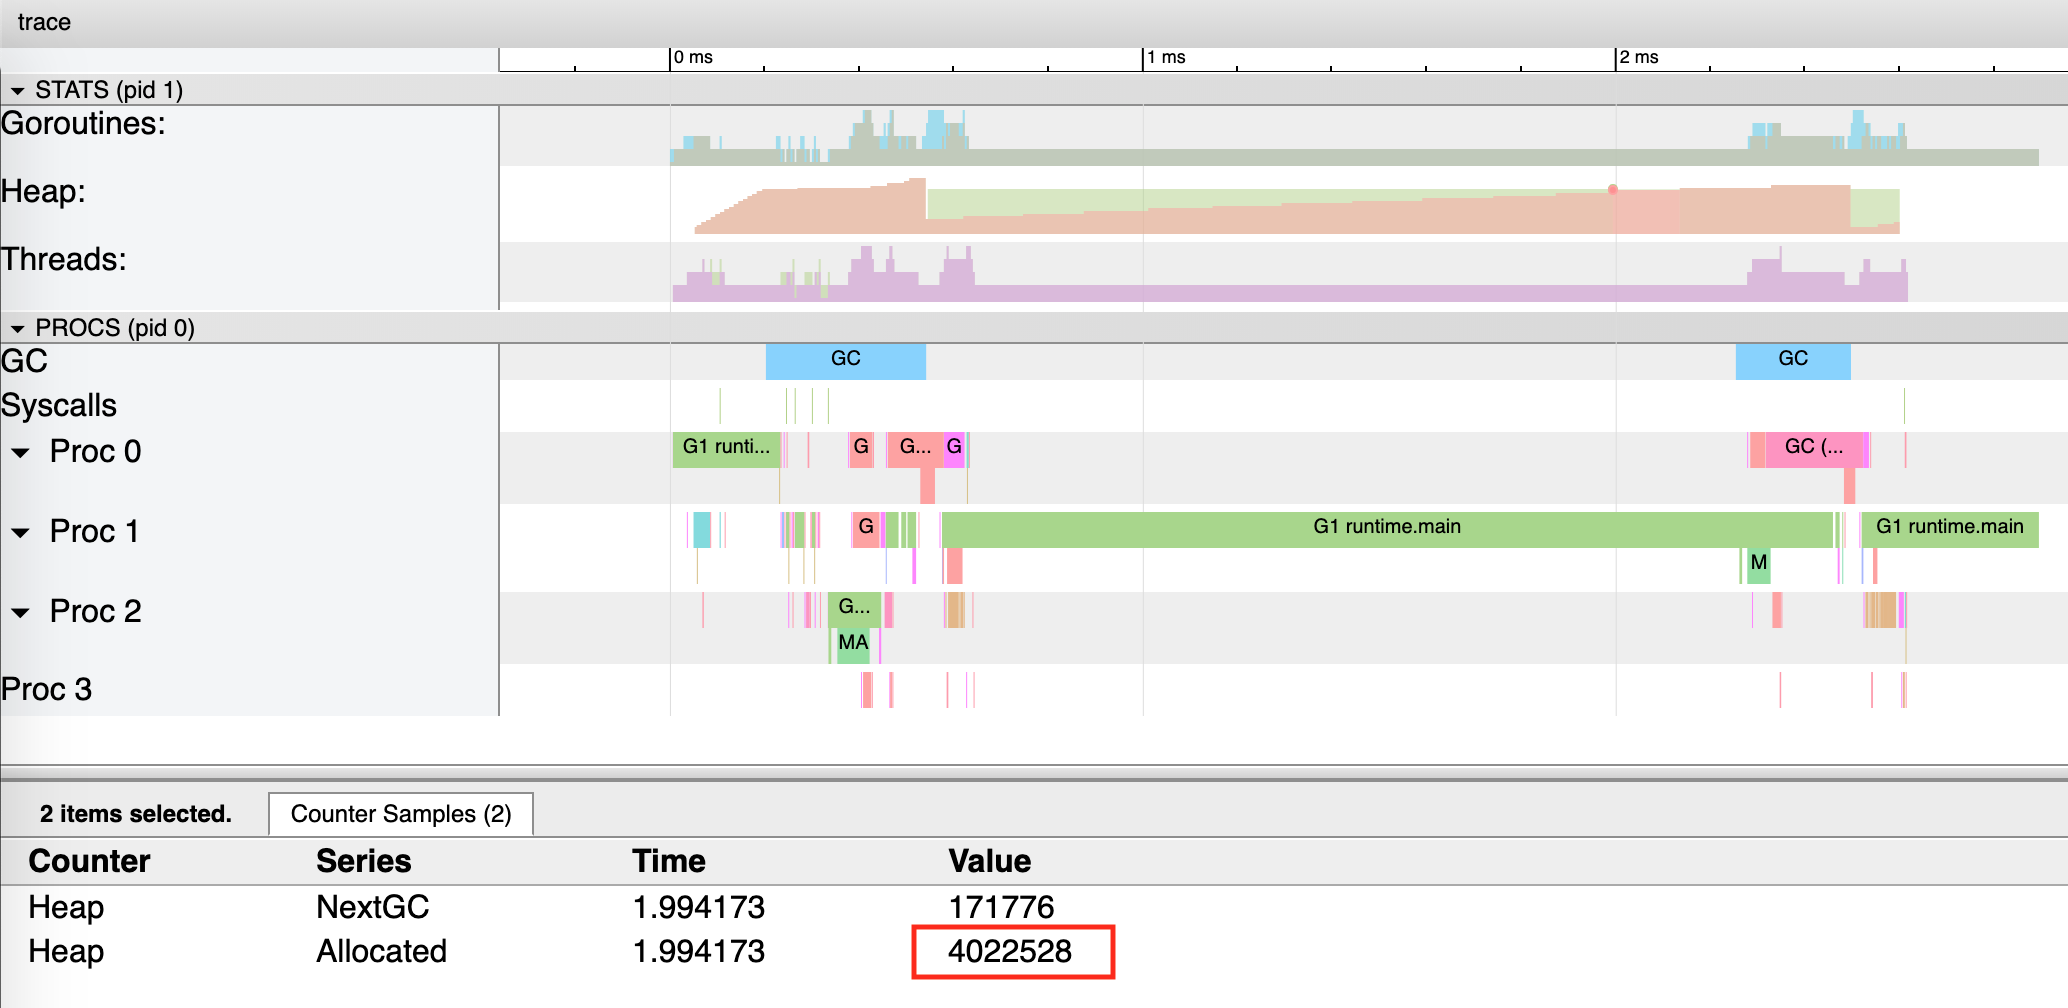 trace
0 ms 1 ms 2 ms
STATS (pid 1)
Goroutines:
Heap:
Threads:
PROCS (pid 0)
GC GC GC
Syscalls
Proc 0 G1 runti... G G... G GC (...
Proc 1 G G1 runtime.main G1 runtime.main
M
Proc 2 G...
MA
Proc 3
2 items selected. Counter Samples (2)
Counter Series Time Value
Heap NextGC 1.994173 171776
Heap Allocated 1.994173 4022528